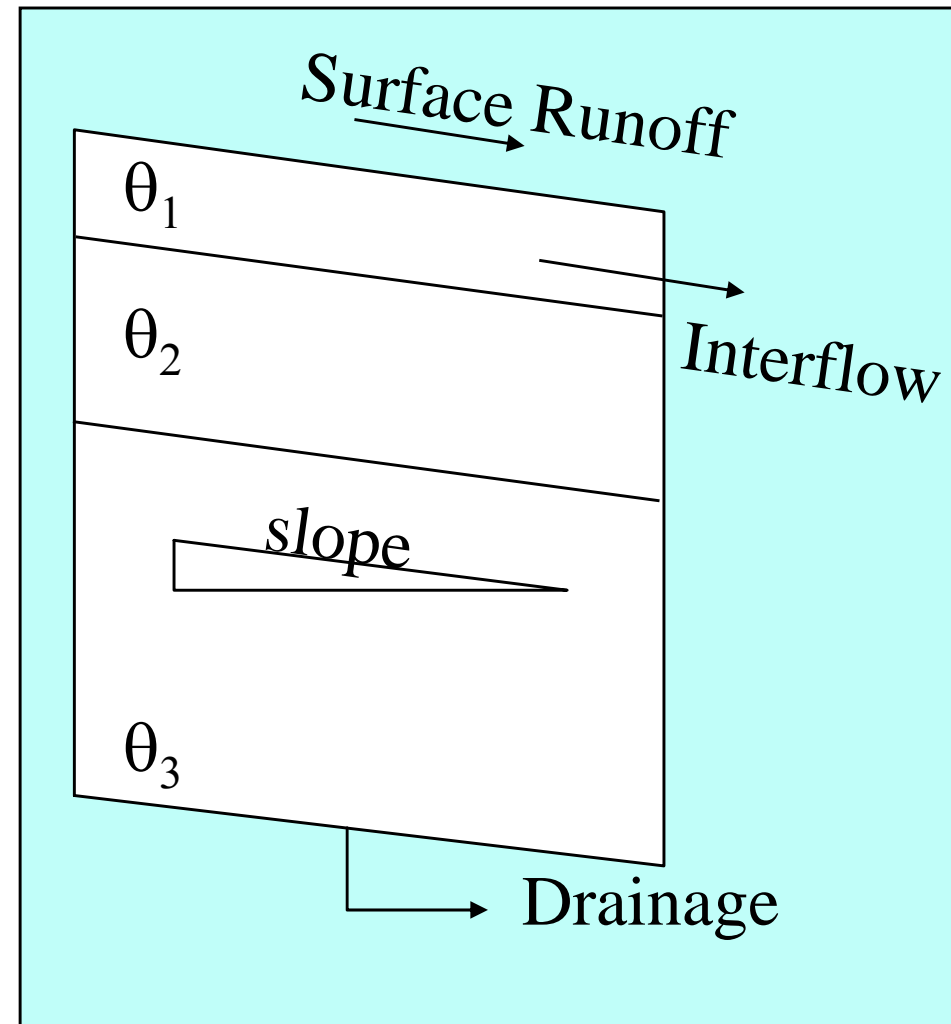 Surface Runoff
θ1
Interflow
θ2
slope
θ3
Drainage